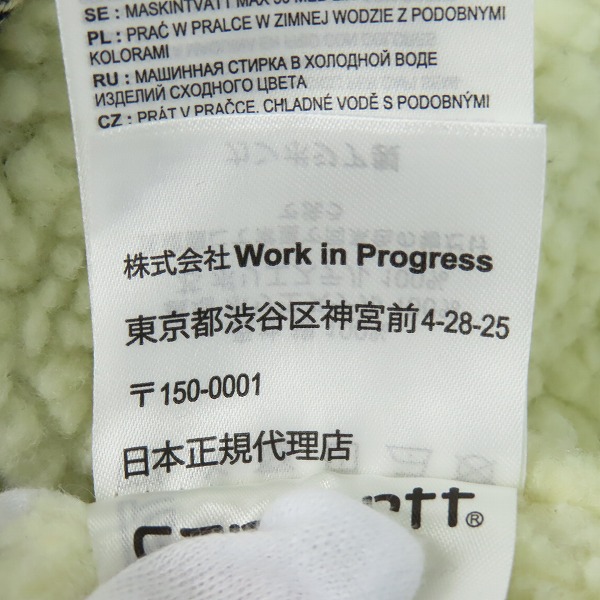 SE : MASKINTVÄTT MAX 30
PL : PRAĆ W PRALCE W ZIMNEJ WODZIE Z PODOBNYMI
KOLORAMI
RU : МАШИННАЯ СТИРКА В ХОЛОДНОЙ ВОДЕ
ИЗДЕЛИЙ СХОДНОГО ЦВЕТА
CZ : PRÁT V PRAČCE, CHLADNÉ VODĚ S PODOBNÝMI
株式会社Work in Progress
東京都渋谷区神宮前4-28-25
〒150-0001
日本正規代理店